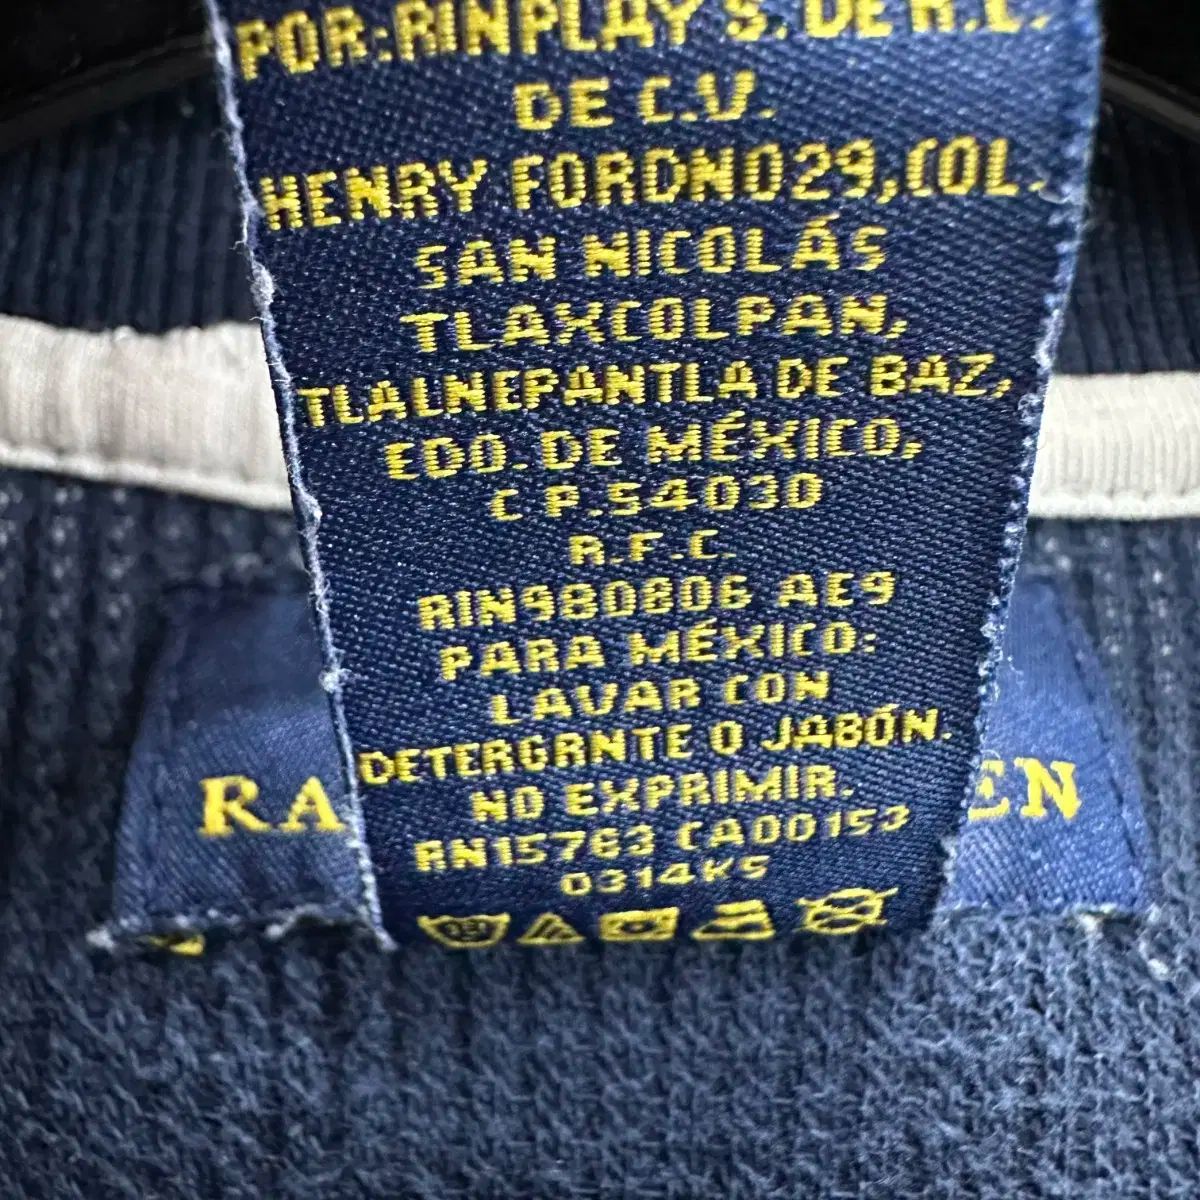 POR:RINPLAY S. DE R.L.
DE C.V.
HENRY FORDNO29,COL.
SAN NICOLÁS
TLAXCOLPAN,
TLALNEPANTLA DE BAZ,
EDO.DE MÉXICO,
C P.54030
R.F.C.
RIN980806 AE9
PARA MÉXICO:
LAVAR CON
DETERGRNTE O JABÓN.
NO EXPRIMIR.
RN15763 CA00153
0314KS
RA
EN